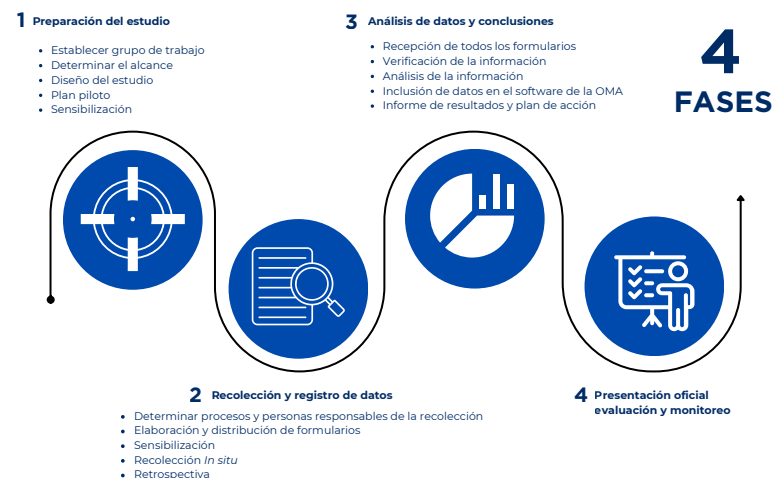 1 Preparación del estudio
Establecer grupo de trabajo
Determinar el alcance
Diseño del estudio
Plan piloto
Sensibilización
3 Análisis de datos y conclusiones
Recepción de todos los formularios
Verificación de la información
Análisis de la información
Inclusión de datos en el software de la OMA
Informe de resultados y plan de acción
4
FASES
2 Recolección y registro de datos
Determinar procesos y personas responsables de la recolección
Elaboración y distribución de formularios
Sensibilización
Recolección In situ
Retrospectiva
4 Presentación oficial
evaluación y monitoreo